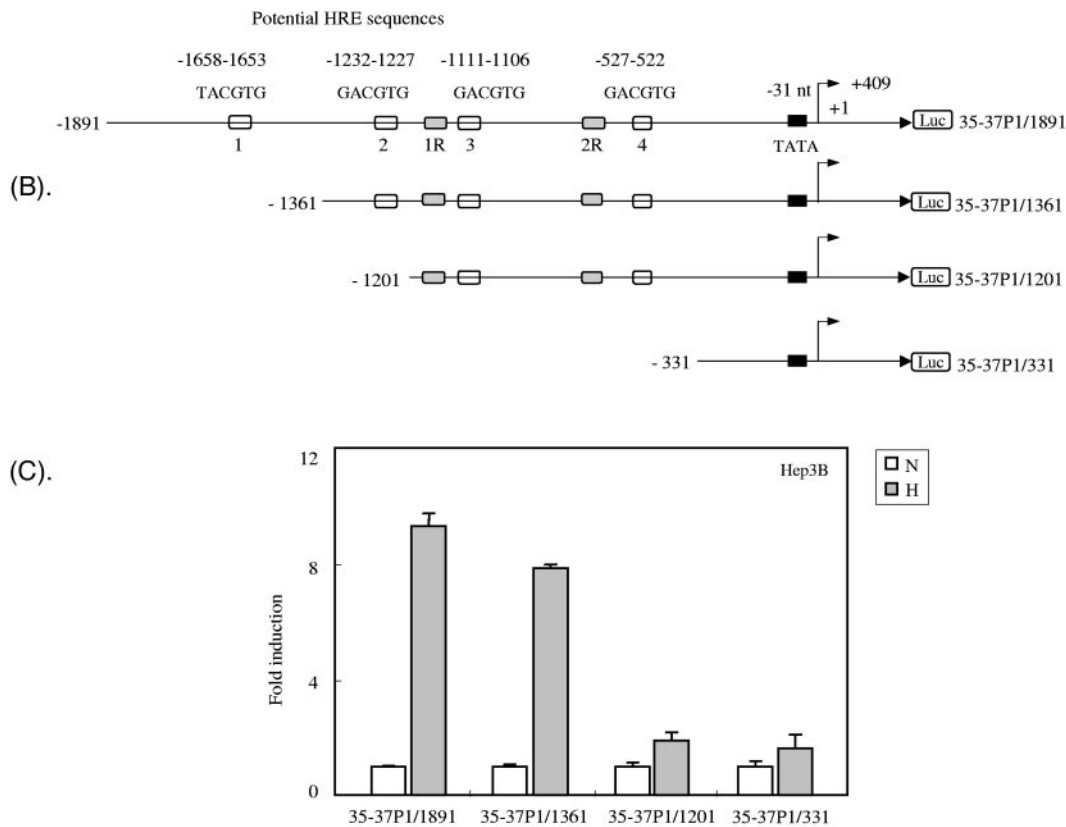 Potential HRE sequences
-1658-1653 -1232-1227 -1111-1106 -527-522
TACGTG GACGTG GACGTG GACGTG -31 nt +409
+1
-1891 Luc 35-37P1/1891
1 2 1R 3 2R 4 TATA
(B).
- 1361 Luc 35-37P1/1361
- 1201 Luc 35-37P1/1201
- 331 Luc 35-37P1/331
(C).
12
Hep3B
N
H
8
Fold induction
4
0
35-37P1/1891 35-37P1/1361 35-37P1/1201 35-37P1/331